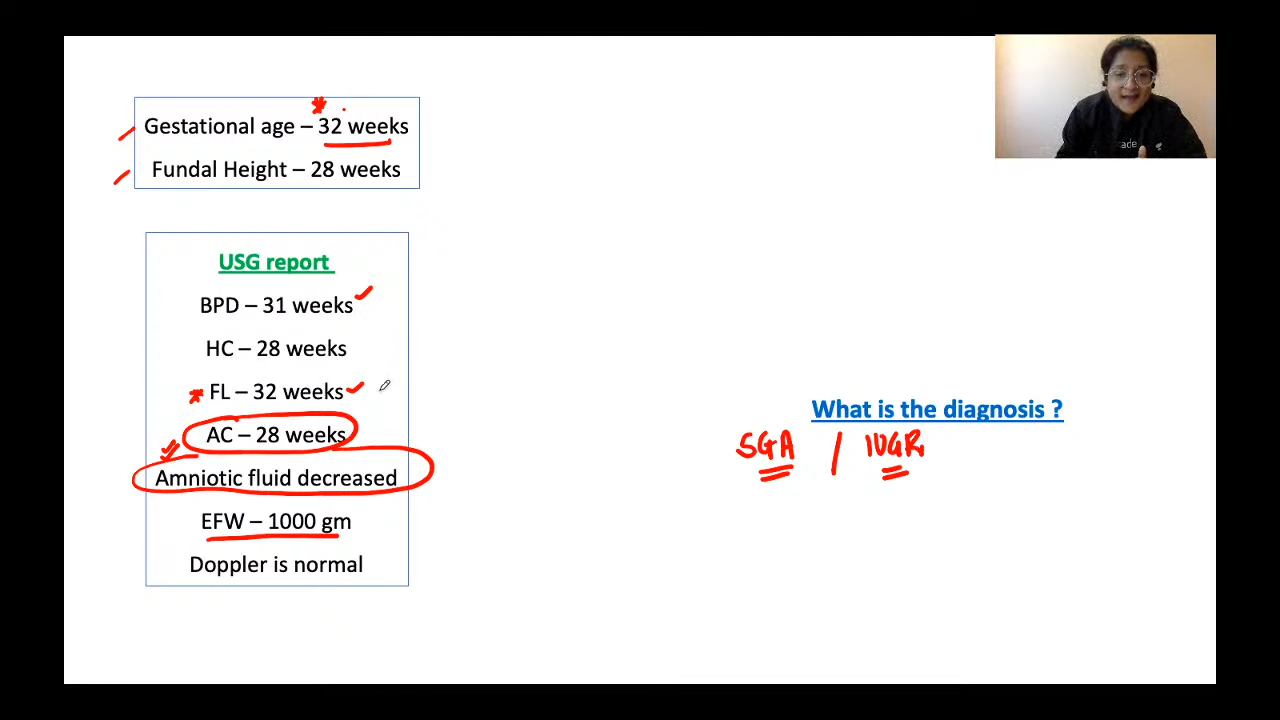 Gestational age – 32 weeks
Fundal Height – 28 weeks
USG report
BPD – 31 weeks
HC – 28 weeks
FL – 32 weeks
AC – 28 weeks
Amniotic fluid decreased
EFW – 1000 gm
Doppler is normal
What is the diagnosis ?
SGA / IUGR
ade